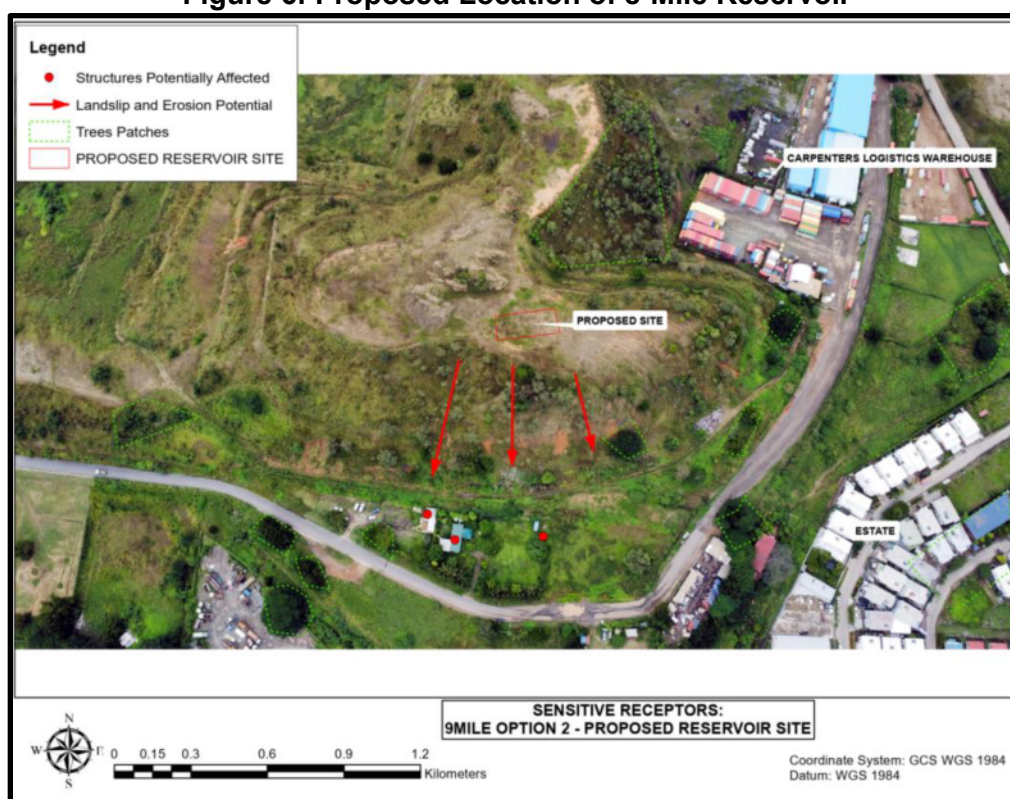 Legend
Structures Potentially Affected
Landslip and Erosion Potential
Trees Patches
PROPOSED RESERVOIR SITE
CARPENTERS LOGISTICS WAREHOUSE
PROPOSED SITE
ESTATE
SENSITIVE RECEPTORS:
9MILE OPTION 2 - PROPOSED RESERVOIR SITE
N
W E
S
0 0.15 0.3 0.6 0.9 1.2
Kilometers
Coordinate System: GCS WGS 1984
Datum: WGS 1984